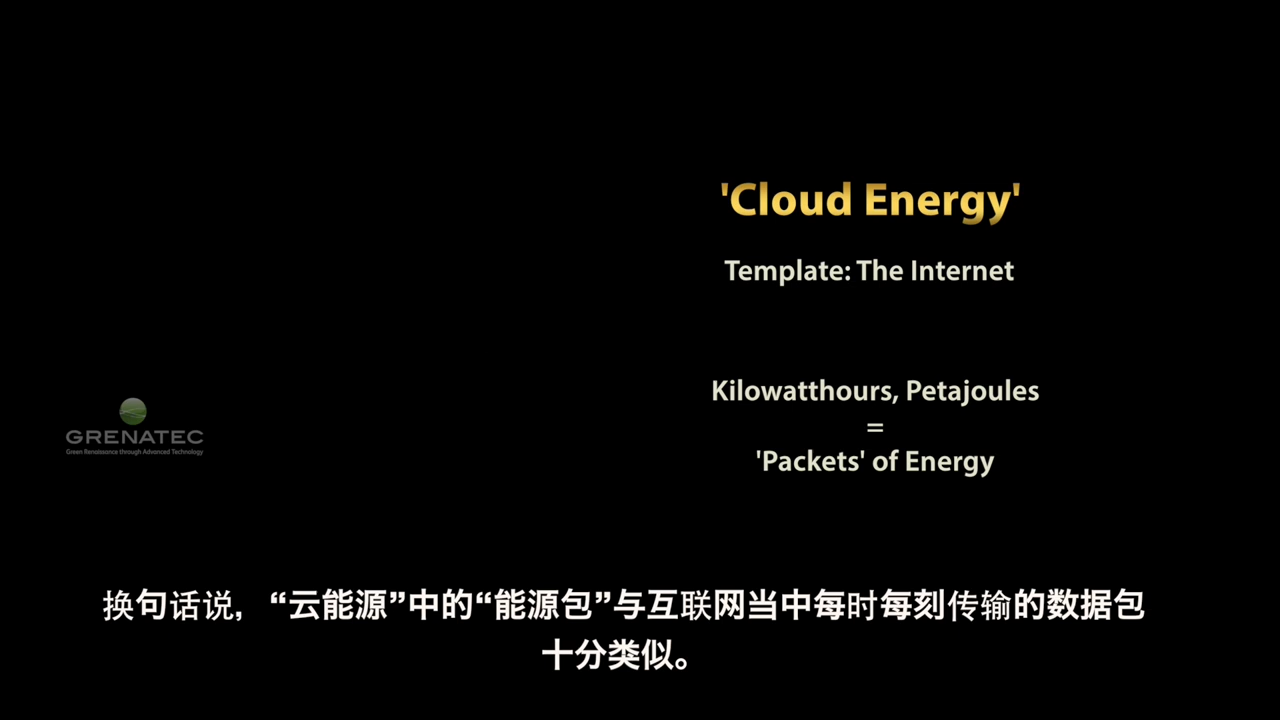 'Cloud Energy'
Template: The Internet
Kilowatthours, Petajoules
=
'Packets' of Energy
GRENATEC
Green Renaissance through Advanced Technology
换句话说，“云能源”中的“能源包”与互联网当中每时每刻传输的数据包
十分类似。